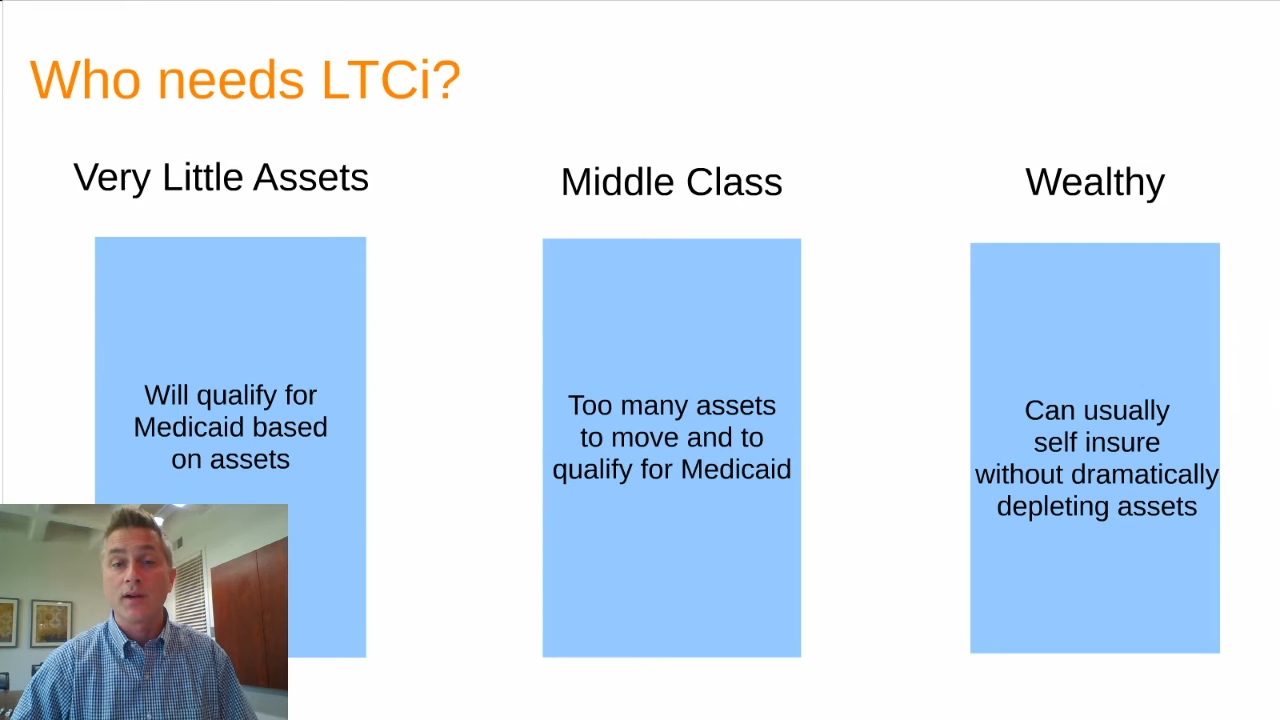 Who needs LTCi?
Very Little Assets
Will qualify for
Medicaid based
on assets
Middle Class
Too many assets
to move and to
qualify for Medicaid
Wealthy
Can usually
self insure
without dramatically
depleting assets